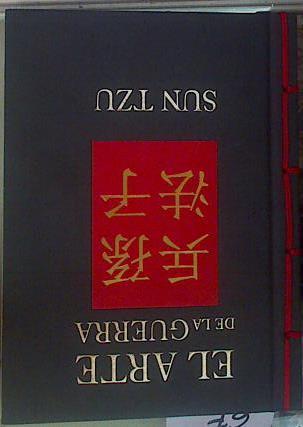 EL ARTE
DE LA GUERRA
孫子
兵法
SUN TZU